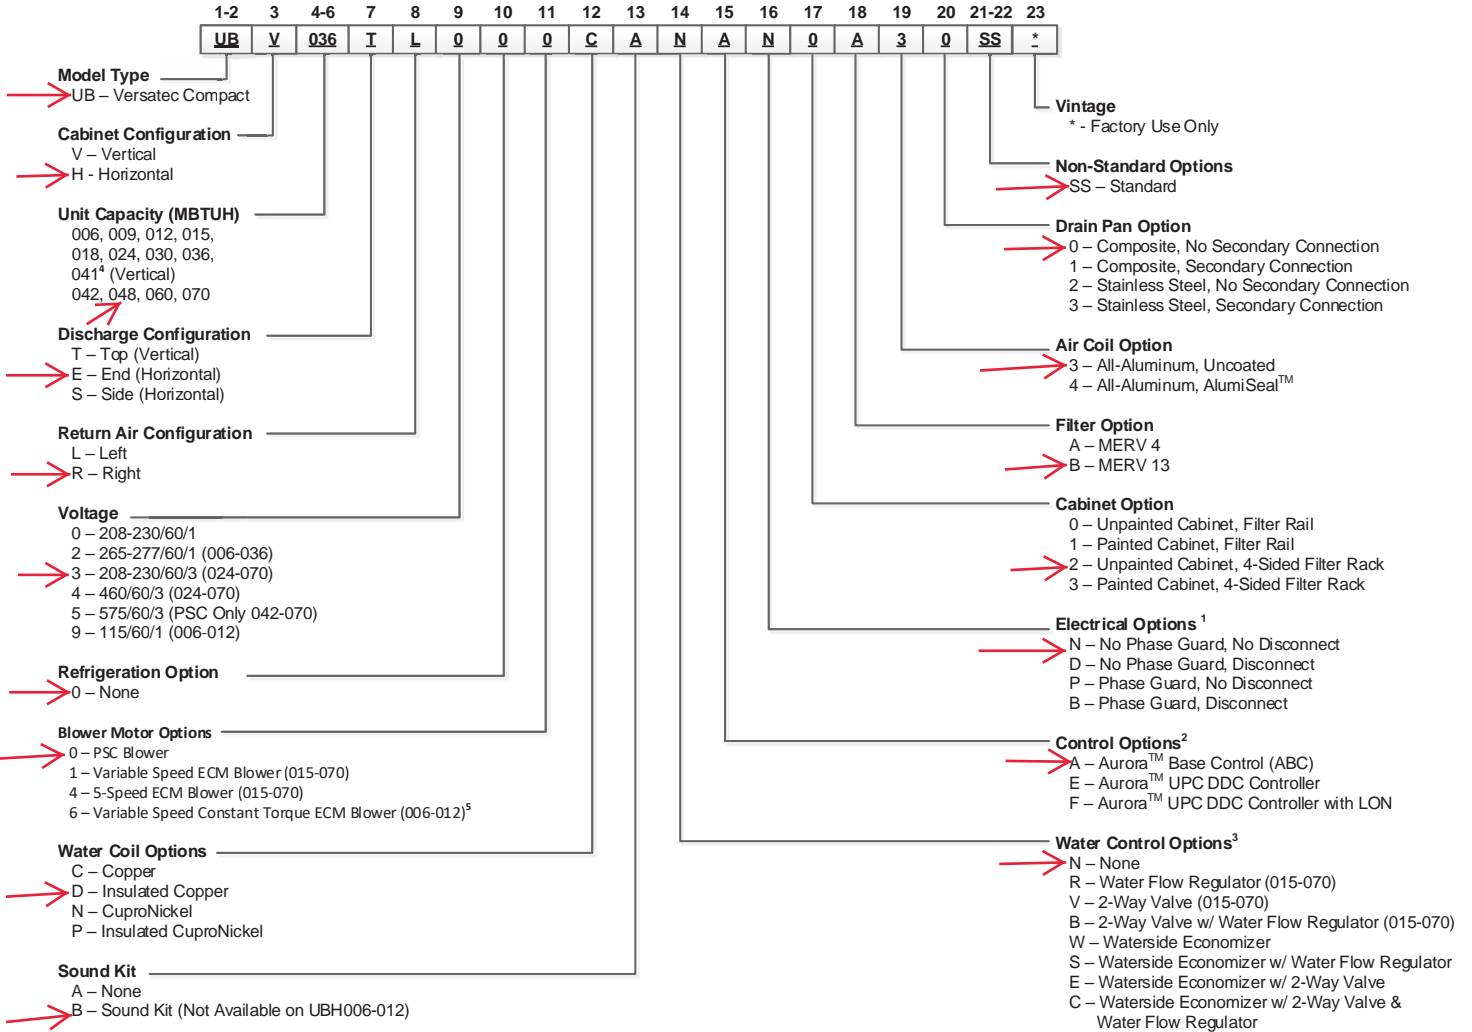 1-2 3 4-6 7 8 9 10 11 12 13 14 15 16 17 18 19 20 21-22 23
UB V 036 T L 0 0 0 C A N A N 0 A 3 0 SS *
Model Type
UB – Versatec Compact
Cabinet Configuration
V – Vertical
H - Horizontal
Unit Capacity (MBTUH)
006, 009, 012, 015,
018, 024, 030, 036,
041⁴ (Vertical)
042, 048, 060, 070
Discharge Configuration
T – Top (Vertical)
E – End (Horizontal)
S – Side (Horizontal)
Return Air Configuration
L – Left
R – Right
Voltage
0 – 208-230/60/1
2 – 265-277/60/1 (006-036)
3 – 208-230/60/3 (024-070)
4 – 460/60/3 (024-070)
5 – 575/60/3 (PSC Only 042-070)
9 – 115/60/1 (006-012)
Refrigeration Option
0 – None
Blower Motor Options
0 – PSC Blower
1 – Variable Speed ECM Blower (015-070)
4 – 5-Speed ECM Blower (015-070)
6 – Variable Speed Constant Torque ECM Blower (006-012)⁵
Water Coil Options
C – Copper
D – Insulated Copper
N – CuproNickel
P – Insulated CuproNickel
Sound Kit
A – None
B – Sound Kit (Not Available on UBH006-012)
Vintage
* - Factory Use Only
Non-Standard Options
SS – Standard
Drain Pan Option
0 – Composite, No Secondary Connection
1 – Composite, Secondary Connection
2 – Stainless Steel, No Secondary Connection
3 – Stainless Steel, Secondary Connection
Air Coil Option
3 – All-Aluminum, Uncoated
4 – All-Aluminum, AlumiSeal™
Filter Option
A – MERV 4
B – MERV 13
Cabinet Option
0 – Unpainted Cabinet, Filter Rail
1 – Painted Cabinet, Filter Rail
2 – Unpainted Cabinet, 4-Sided Filter Rack
3 – Painted Cabinet, 4-Sided Filter Rack
Electrical Options ¹
N – No Phase Guard, No Disconnect
D – No Phase Guard, Disconnect
P – Phase Guard, No Disconnect
B – Phase Guard, Disconnect
Control Options²
A – Aurora™ Base Control (ABC)
E – Aurora™ UPC DDC Controller
F – Aurora™ UPC DDC Controller with LON
Water Control Options³
N – None
R – Water Flow Regulator (015-070)
V – 2-Way Valve (015-070)
B – 2-Way Valve w/ Water Flow Regulator (015-070)
W – Waterside Economizer
S – Waterside Economizer w/ Water Flow Regulator
E – Waterside Economizer w/ 2-Way Valve
C – Waterside Economizer w/ 2-Way Valve &
Water Flow Regulator